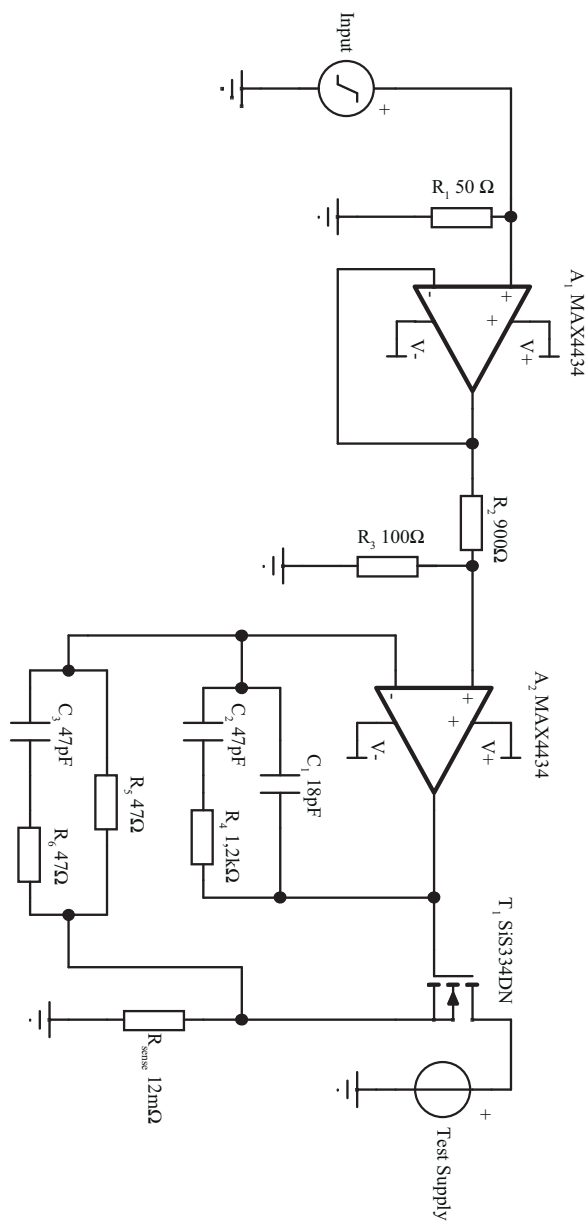 Input
+
R1 50 Ω
A1 MAX4434
+
-
+
V+
V-
R2 900Ω
R3 100Ω
A2 MAX4434
+
-
+
V+
V-
C1 18pF
C2 47pF
R4 1,2kΩ
R5 47Ω
C3 47pF
R6 47Ω
T1 SiS334DN
Rsense 12mΩ
+
Test Supply